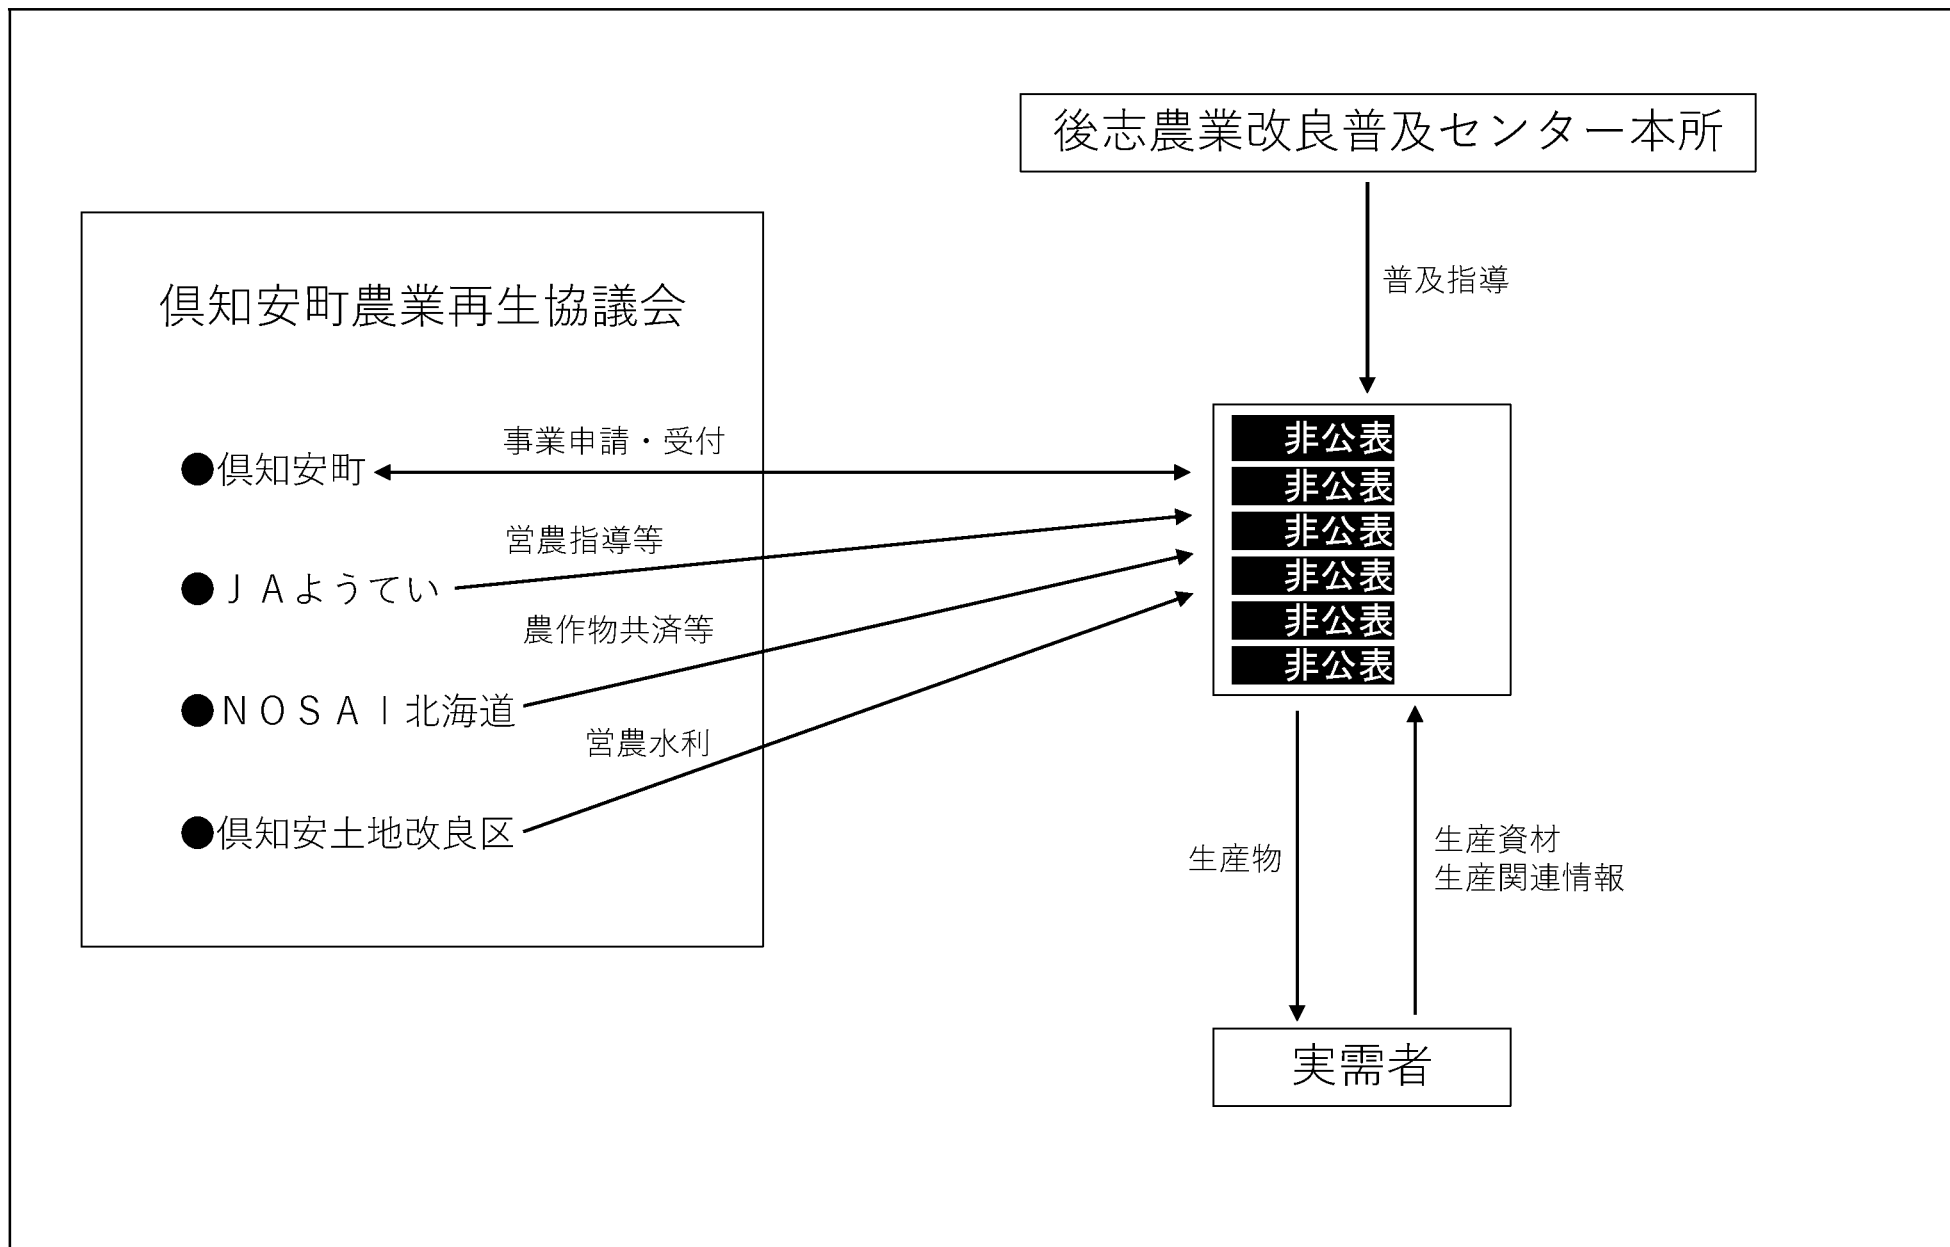 後志農業改良普及センター本所
普及指導
倶知安町農業再生協議会
●倶知安町
事業申請・受付
●ＪＡようてい
営農指導等
●ＮＯＳＡＩ北海道
農作物共済等
●倶知安土地改良区
営農水利
非公表
非公表
非公表
非公表
非公表
非公表
生産物
生産資材
生産関連情報
実需者